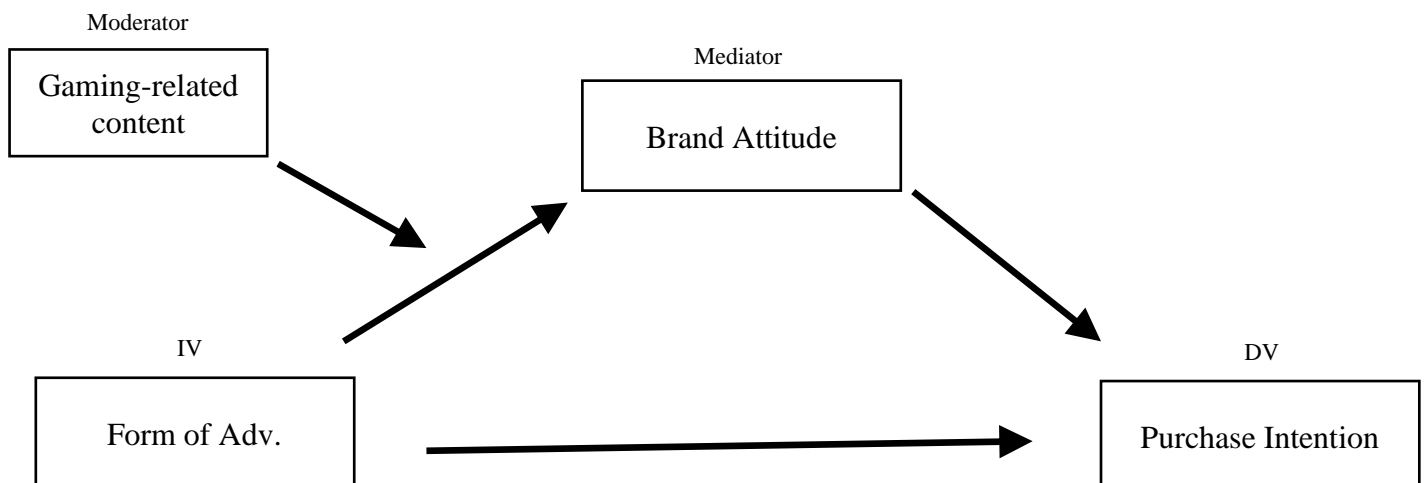 Moderator
Gaming-related
content
Mediator
Brand Attitude
IV
Form of Adv.
DV
Purchase Intention